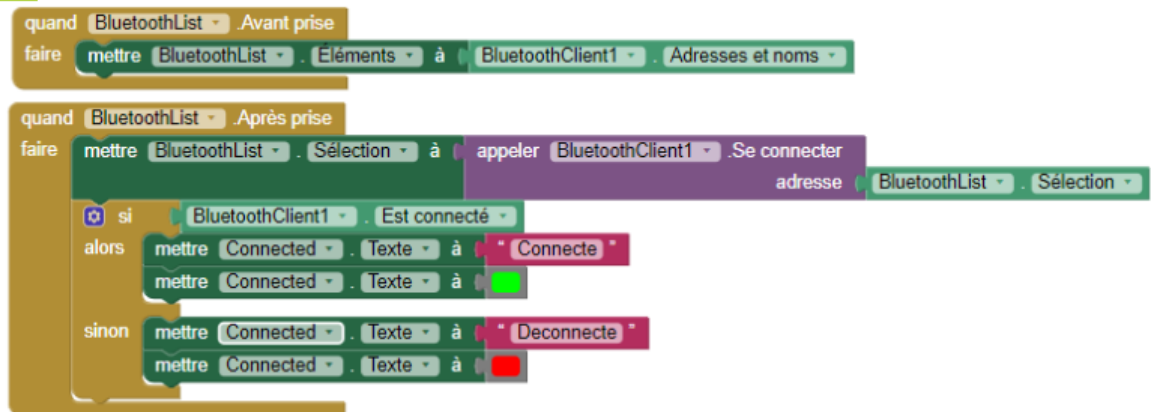 quand BluetoothList .Avant prise
faire mettre BluetoothList . Éléments à BluetoothClient1 . Adresses et noms
quand BluetoothList .Après prise
faire mettre BluetoothList . Sélection à appeler BluetoothClient1 .Se connecter
adresse BluetoothList . Sélection
si BluetoothClient1 . Est connecté
alors mettre Connected . Texte à " Connecte "
mettre Connected . Texte à
sinon mettre Connected . Texte à " Deconnecte "
mettre Connected . Texte à